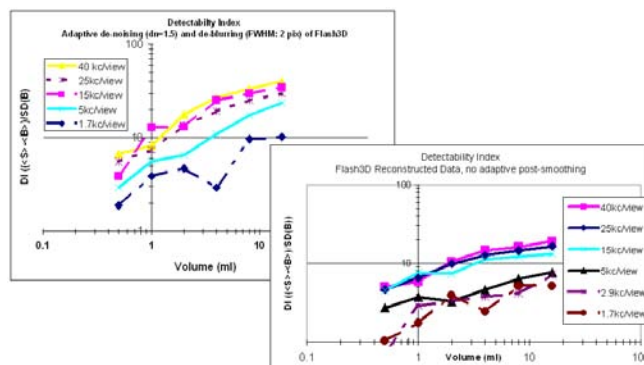 Detectabilty Index
Adaptive de-noising (dn=1.5) and de-blurring (FWHM: 2 pix) of Flash3D
100
40 kc/view
25kc/view
15kc/view
5kc/view
1.7kc/view
DI ((<S>-<B>)/SD(B)
10
0.1
1
10
Volume (ml)
Detectability Index
Flash3D Reconstructed Data, no adaptive post-smoothing
100
40kc/view
25kc/view
15kc/view
5kc/view
2.9kc/view
1.7kc/view
DI ((<S>-<B>)/SD(B)
10
0.1
1
10
100
Volume (ml)